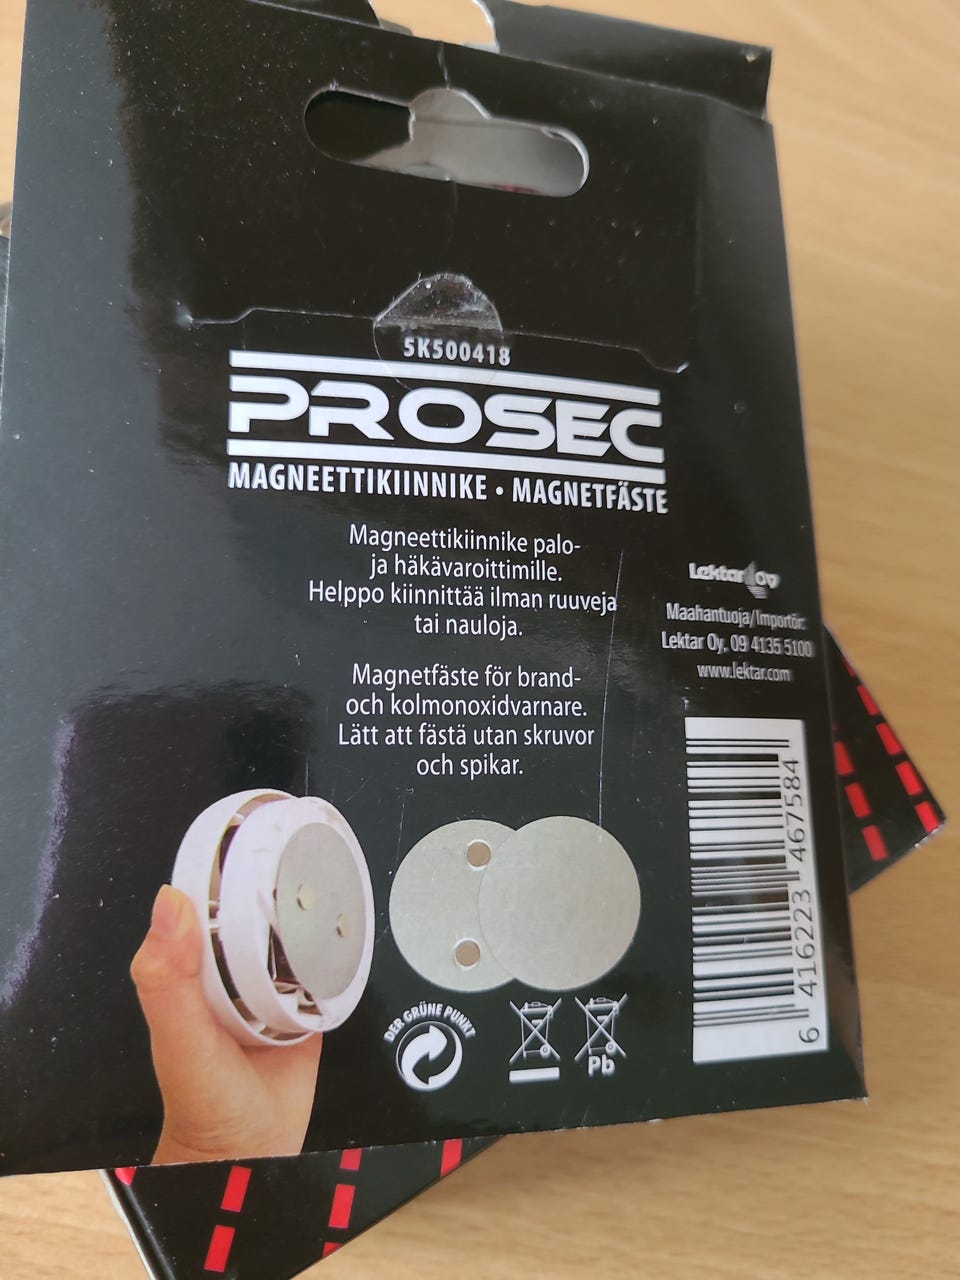 SK500418
PROSEC
MAGNEETTIKIINNIKE • MAGNETFÄSTE
Magneettikiinnike palo-
ja häkävaroittimille.
Helppo kiinnittää ilman ruuveja
tai nauloja.
Magnetfäste för brand-
och kolmonoxidvarnare.
Lätt att fästä utan skruvor
och spikar.
Lektar oy
Maahantuoja/Importör:
Lektar Oy, 09 4135 5100
www.lektar.com
DER GRÜNE PUNKT
Pb
6 416223 467584